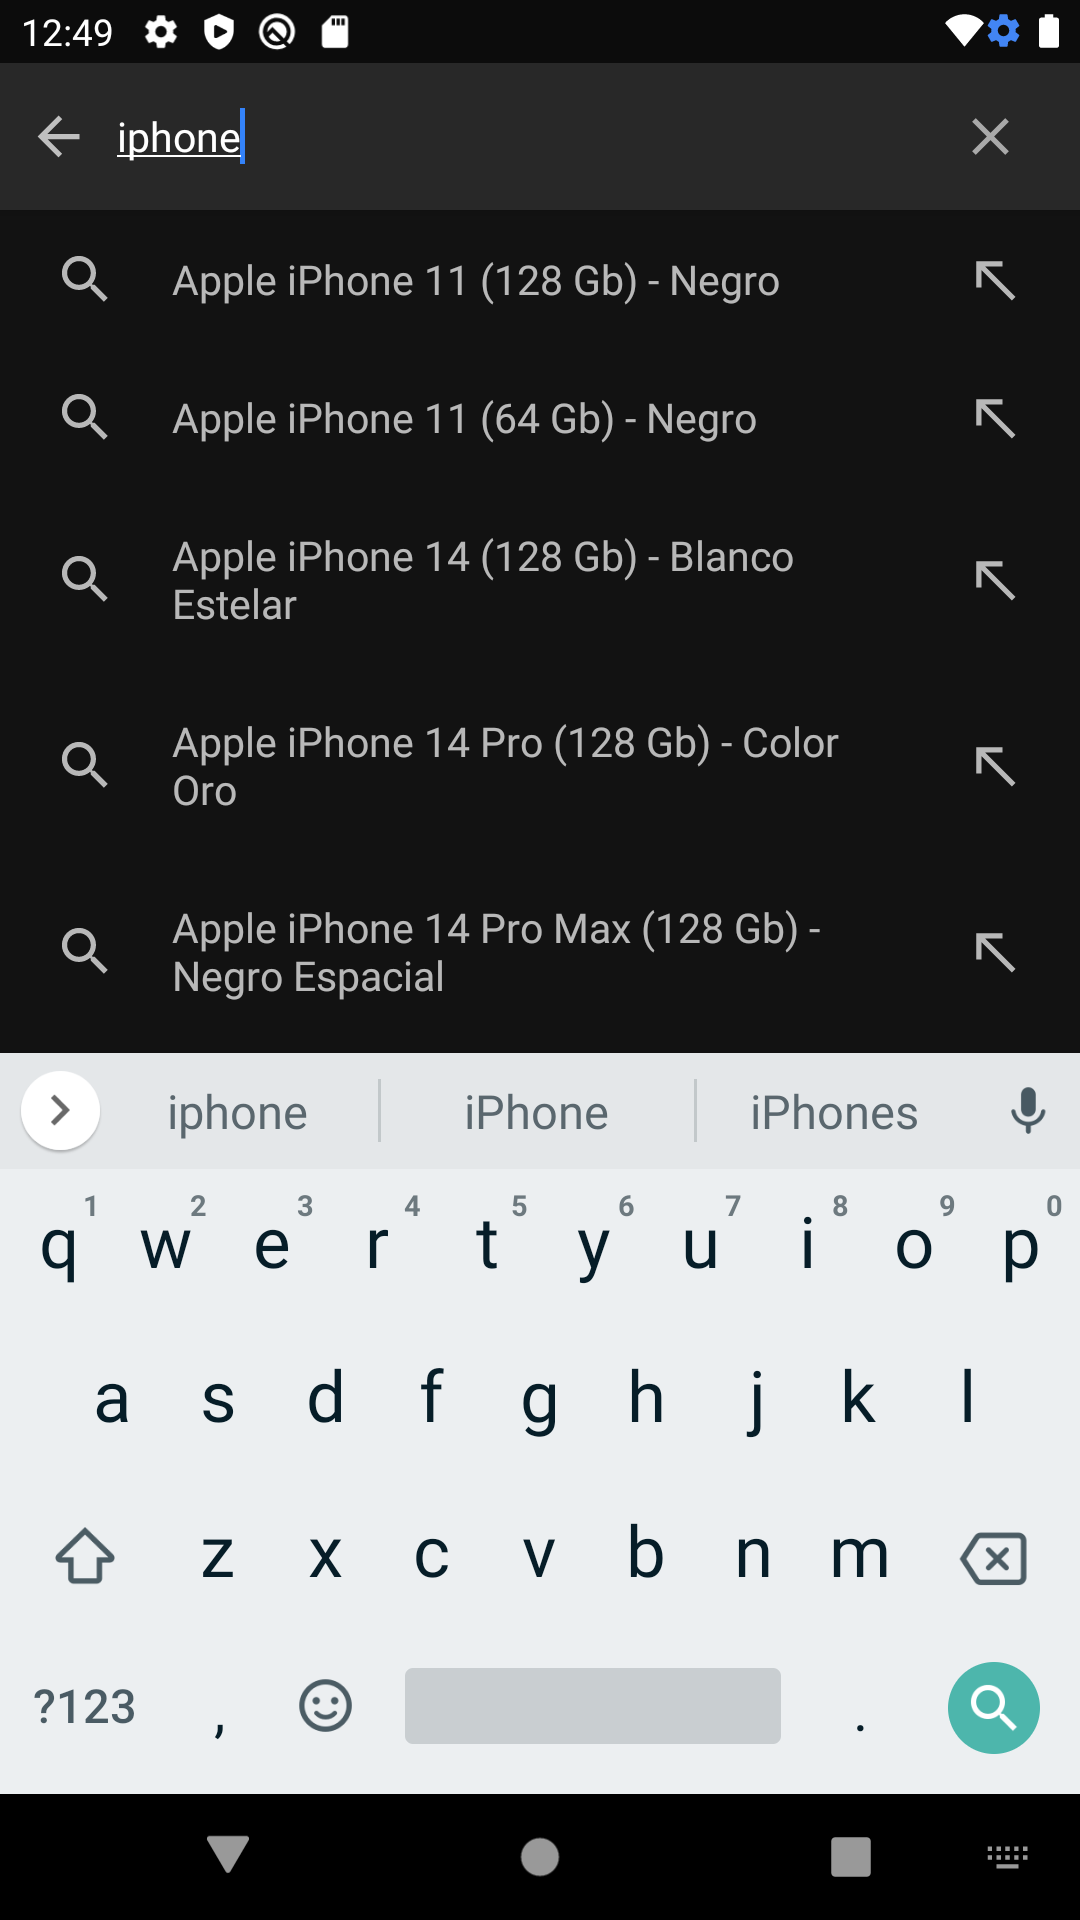 12:49
iphone
Apple iPhone 11 (128 Gb) - Negro
Apple iPhone 11 (64 Gb) - Negro
Apple iPhone 14 (128 Gb) - Blanco
Estelar
Apple iPhone 14 Pro (128 Gb) - Color
Oro
Apple iPhone 14 Pro Max (128 Gb) -
Negro Espacial
iphone iPhone iPhones
1 2 3 4 5 6 7 8 9 0
q w e r t y u i o p
a s d f g h j k l
z x c v b n m
?123 , .